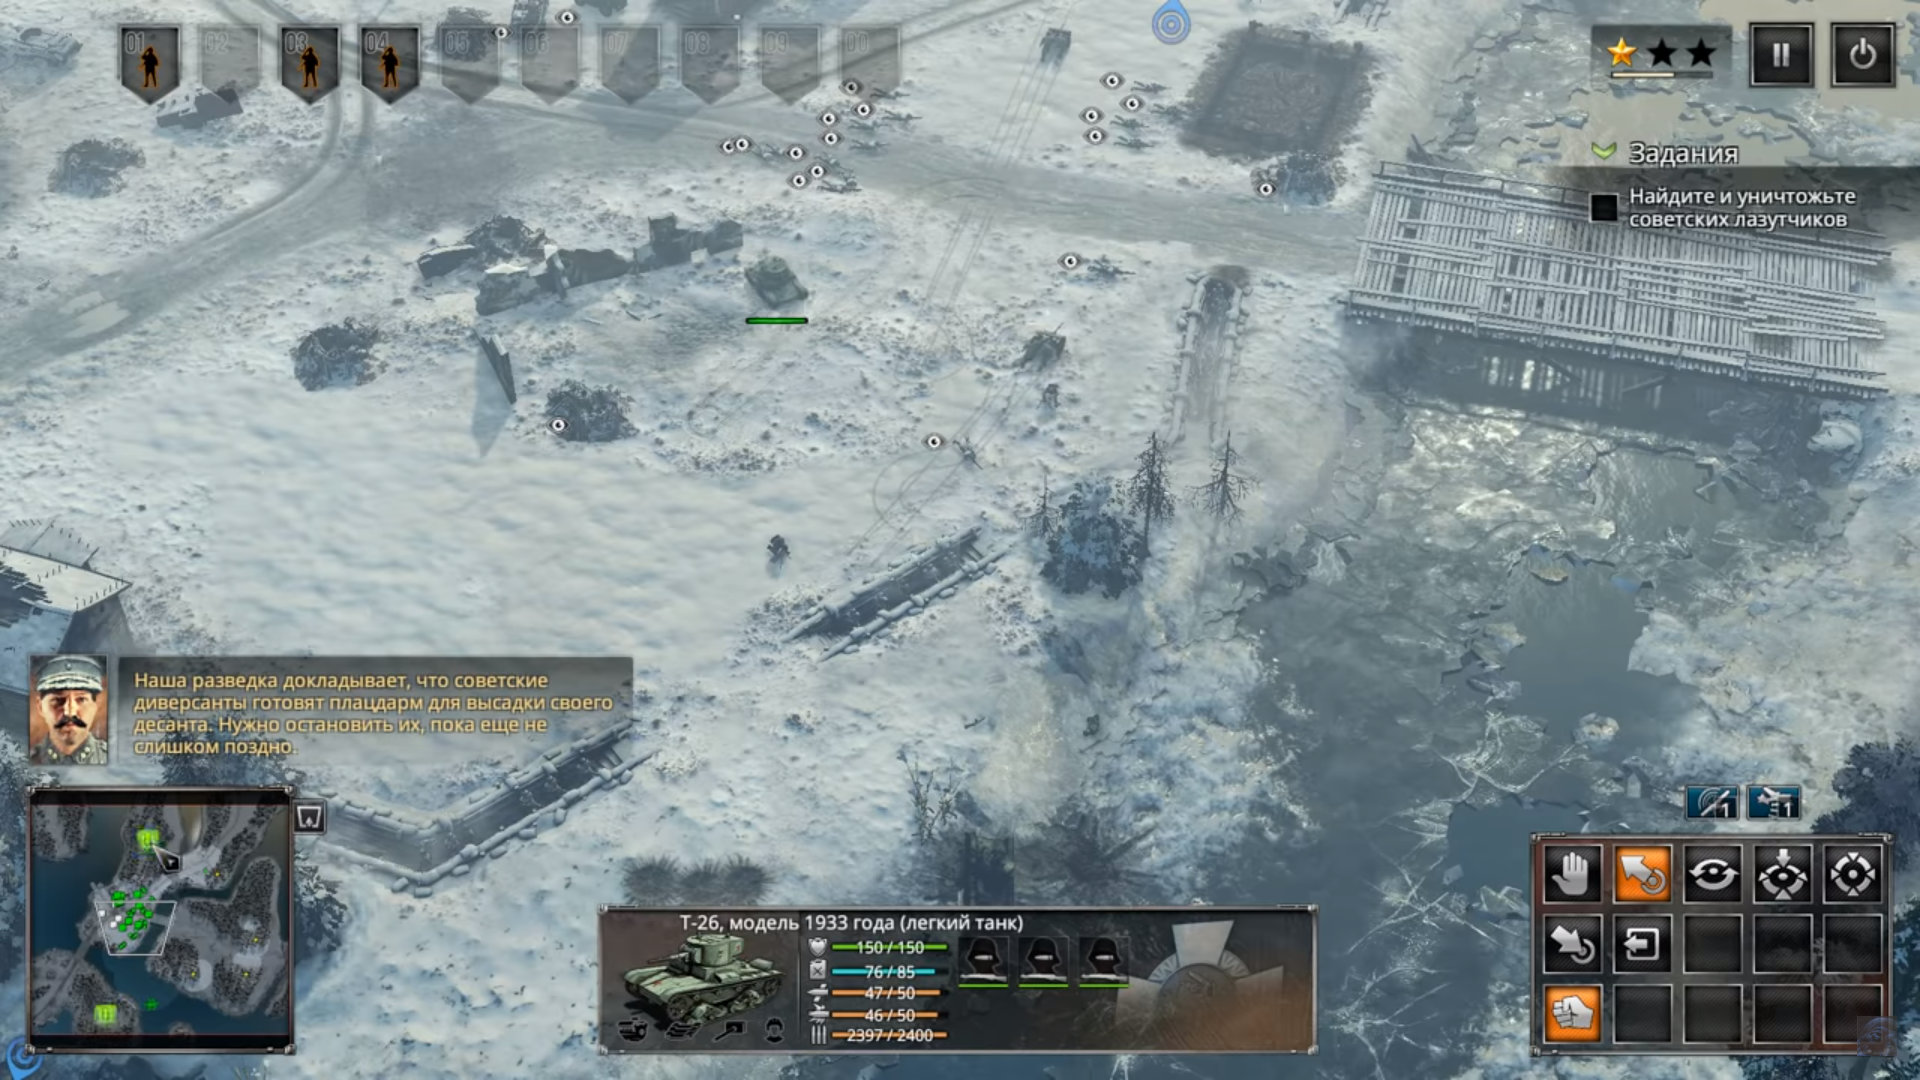 01 02 03 04 05 06 07 08 09 00
Задания
Найдите и уничтожьте
советских лазутчиков
Наша разведка докладывает, что советские
диверсанты готовят плацдарм для высадки своего
десанта. Нужно остановить их, пока еще не
слишком поздно.
1 1
Т-26, модель 1933 года (легкий танк)
150 / 150
76 / 85
47 / 50
46 / 50
2397 / 2400